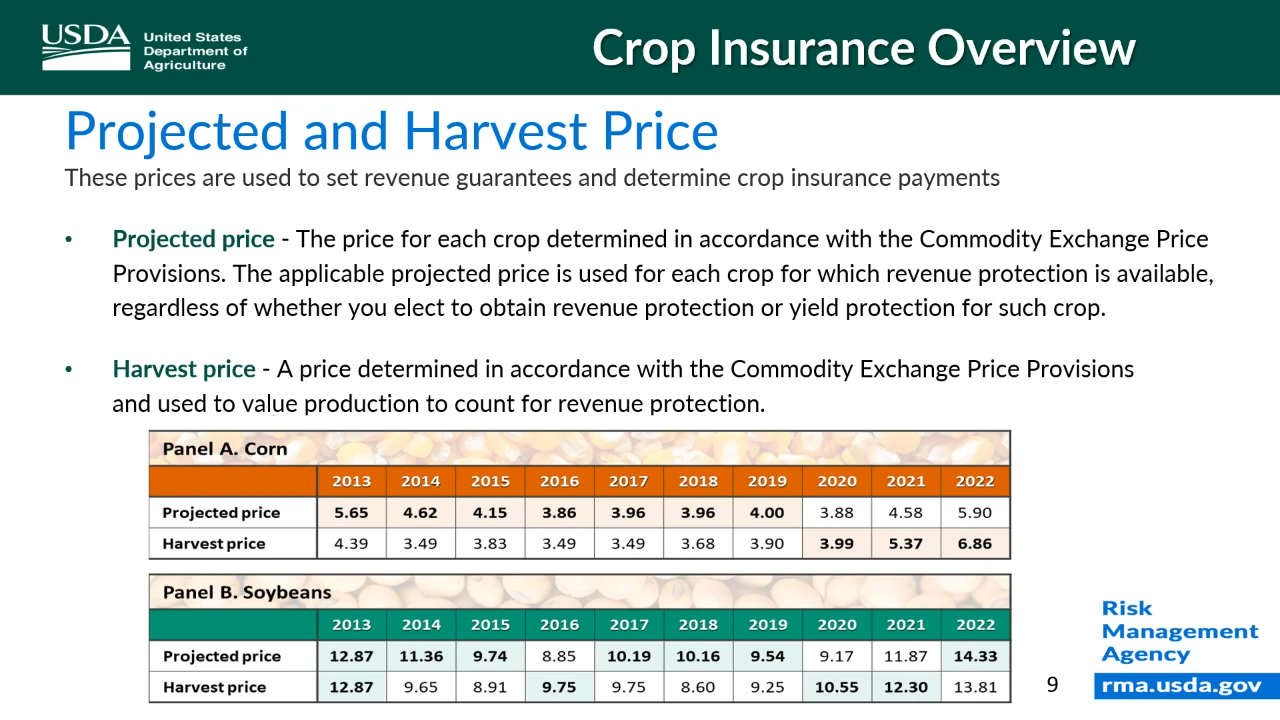 USDA United States
Department of
Agriculture
Crop Insurance Overview
Projected and Harvest Price
These prices are used to set revenue guarantees and determine crop insurance payments
• Projected price - The price for each crop determined in accordance with the Commodity Exchange Price
Provisions. The applicable projected price is used for each crop for which revenue protection is available,
regardless of whether you elect to obtain revenue protection or yield protection for such crop.
• Harvest price - A price determined in accordance with the Commodity Exchange Price Provisions
and used to value production to count for revenue protection.
Panel A. Corn
2013 2014 2015 2016 2017 2018 2019 2020 2021 2022
Projected price 5.65 4.62 4.15 3.86 3.96 3.96 4.00 3.88 4.58 5.90
Harvest price 4.39 3.49 3.83 3.49 3.49 3.68 3.90 3.99 5.37 6.86
Panel B. Soybeans
2013 2014 2015 2016 2017 2018 2019 2020 2021 2022
Projected price 12.87 11.36 9.74 8.85 10.19 10.16 9.54 9.17 11.87 14.33
Harvest price 12.87 9.65 8.91 9.75 9.75 8.60 9.25 10.55 12.30 13.81
9
Risk
Management
Agency
rma.usda.gov